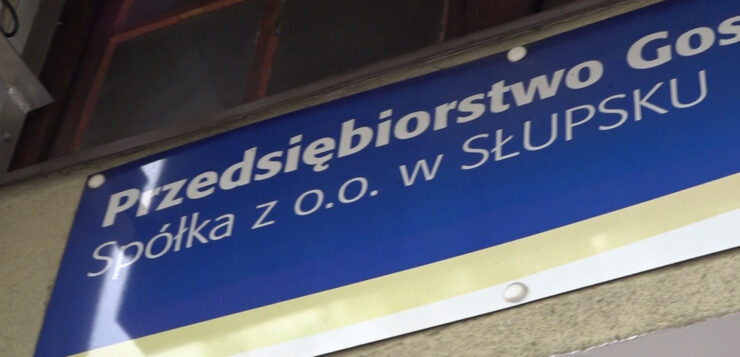 Przedsiębiorstwo Gos
Spółka z o.o. w SŁUPSKU